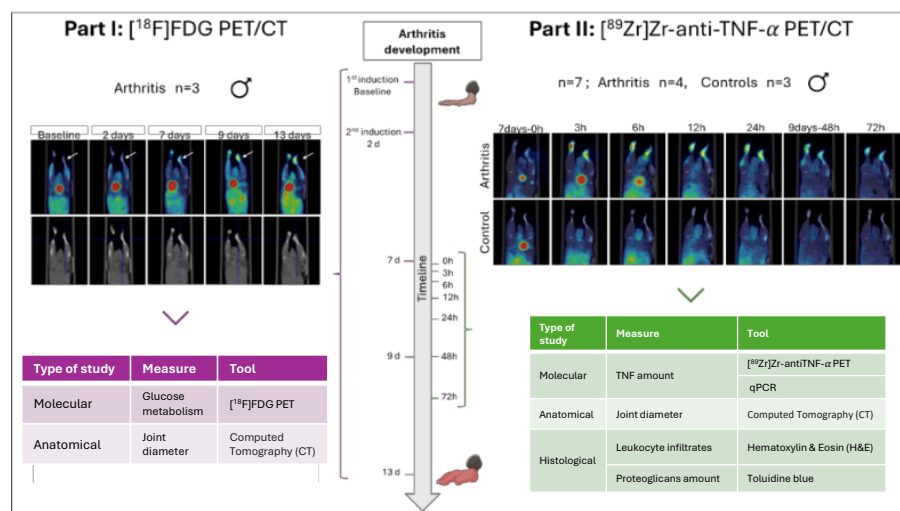 Part I: [¹⁸F]FDG PET/CT
Arthritis n=3 ♂
Baseline 2 days 7 days 9 days 13 days
Type of study Measure Tool
Molecular Glucose metabolism [¹⁸F]FDG PET
Anatomical Joint diameter Computed Tomography (CT)
Arthritis
development
1st induction
Baseline
2nd induction
2 d
7 d
9 d
13 d
Timeline
0h
3h
6h
12h
24h
48h
72h
Part II: [⁸⁹Zr]Zr-anti-TNF-α PET/CT
n=7; Arthritis n=4, Controls n=3 ♂
7days-0h 3h 6h 12h 24h 9days-48h 72h
Arthritis
Control
Type of study Measure Tool
Molecular TNF amount [⁸⁹Zr]Zr-antiTNF-α PET
qPCR
Anatomical Joint diameter Computed Tomography (CT)
Histological Leukocyte infiltrates Hematoxylin & Eosin (H&E)
Proteoglicans amount Toluidine blue